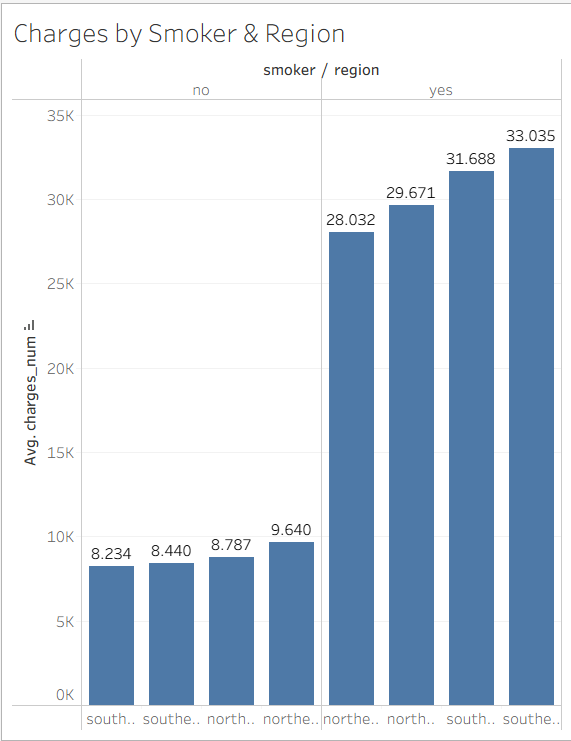 Charges by Smoker & Region
smoker / region
no
yes
35K
30K
25K
20K
15K
10K
5K
0K
Avg. charges_num
8.234
8.440
8.787
9.640
28.032
29.671
31.688
33.035
south..
southe..
north..
northe..
northe..
north..
south..
southe..